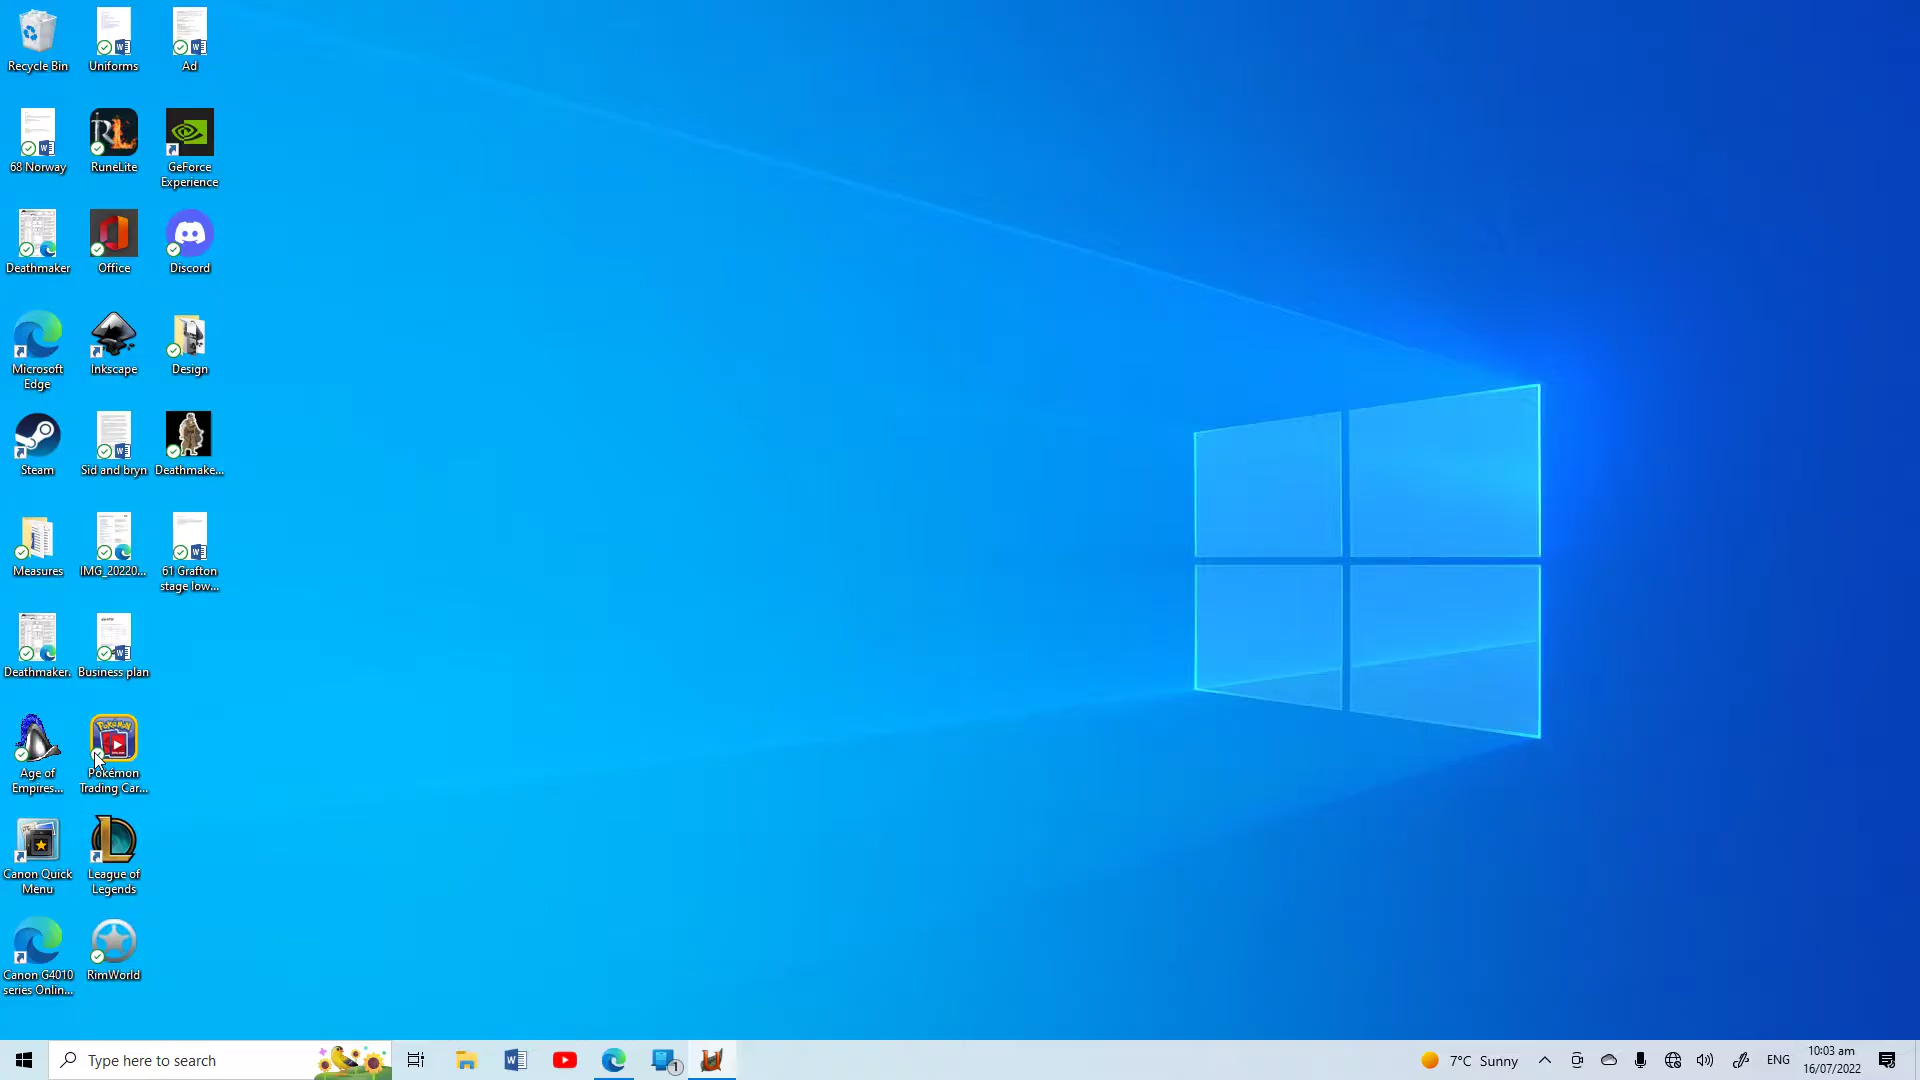 Recycle Bin
Uniforms
Ad
68 Norway
RuneLite
GeForce
Experience
Deathmaker
Office
Discord
Microsoft
Edge
Inkscape
Design
Steam
Sid and bryn
Deathmake...
Measures
IMG_20220...
61 Grafton
stage low...
Deathmaker.
Business plan
Age of
Empires...
Pokémon
Trading Car...
Canon Quick
Menu
League of
Legends
Canon G4010
series Onlin...
RimWorld
Type here to search
1
7°C Sunny
ENG
10:03 am
16/07/2022